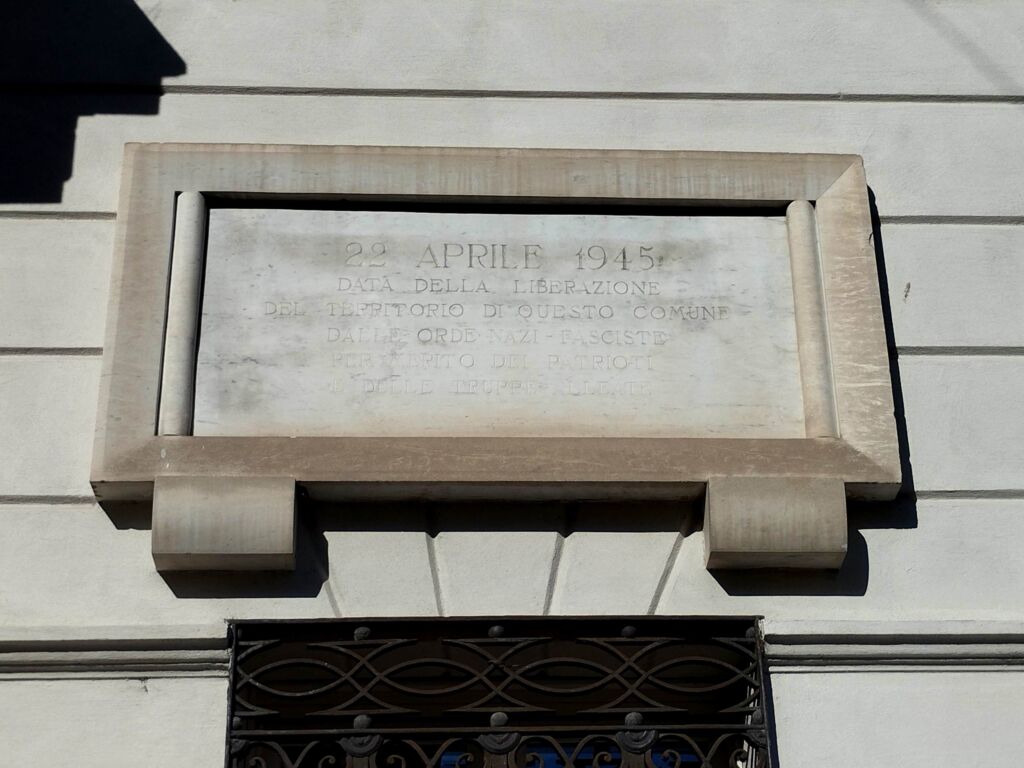 22 APRILE 1945
DATA DELLA LIBERAZIONE
DEL TERRITORIO DI QUESTO COMUNE
DALLE ORDE NAZI-FASCISTE
PER MERITO DEI PATRIOTI
E DELLE TRUPPE ALLEATE